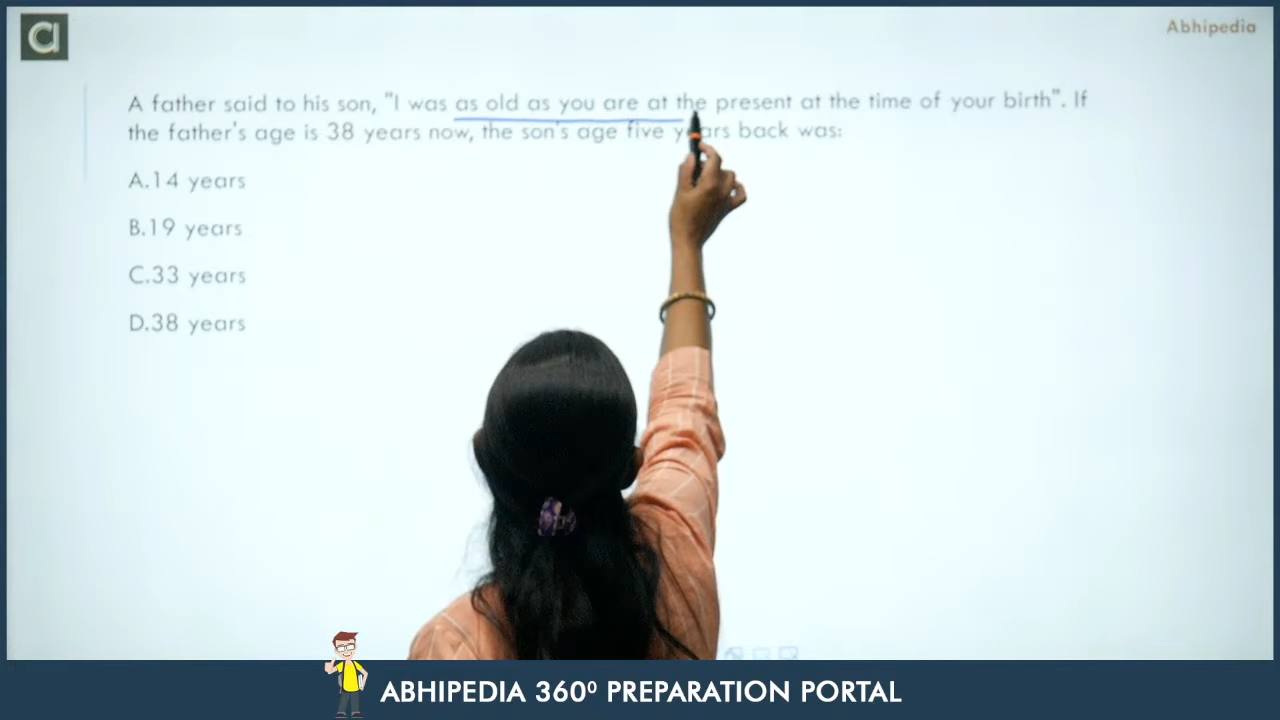 Abhipedia
A father said to his son, "I was as old as you are at the present at the time of your birth". If
the father's age is 38 years now, the son's age five years back was:
A.14 years
B.19 years
C.33 years
D.38 years
ABHIPEDIA 360⁰ PREPARATION PORTAL